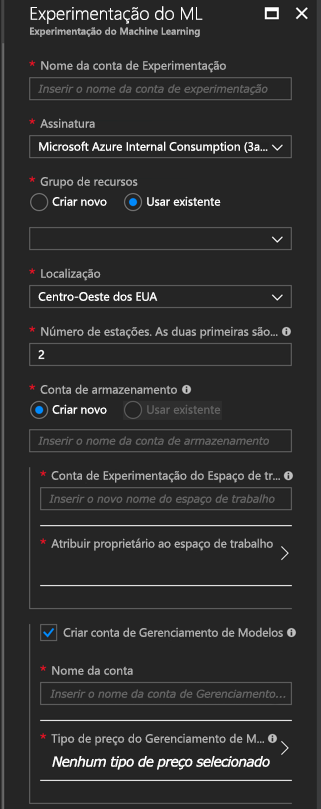 Experimentação do ML
Experimentação do Machine Learning
* Nome da conta de Experimentação
Inserir o nome da conta de experimentação
* Assinatura
Microsoft Azure Internal Consumption (3a...
* Grupo de recursos
Criar novo Usar existente
* Localização
Centro-Oeste dos EUA
* Número de estações. As duas primeiras são...
2
* Conta de armazenamento
Criar novo Usar existente
Inserir o nome da conta de armazenamento
* Conta de Experimentação do Espaço de tr...
Inserir o novo nome do espaço de trabalho
* Atribuir proprietário ao espaço de trabalho
Criar conta de Gerenciamento de Modelos
* Nome da conta
Inserir o nome da conta de Gerenciamento...
* Tipo de preço do Gerenciamento de M...
Nenhum tipo de preço selecionado